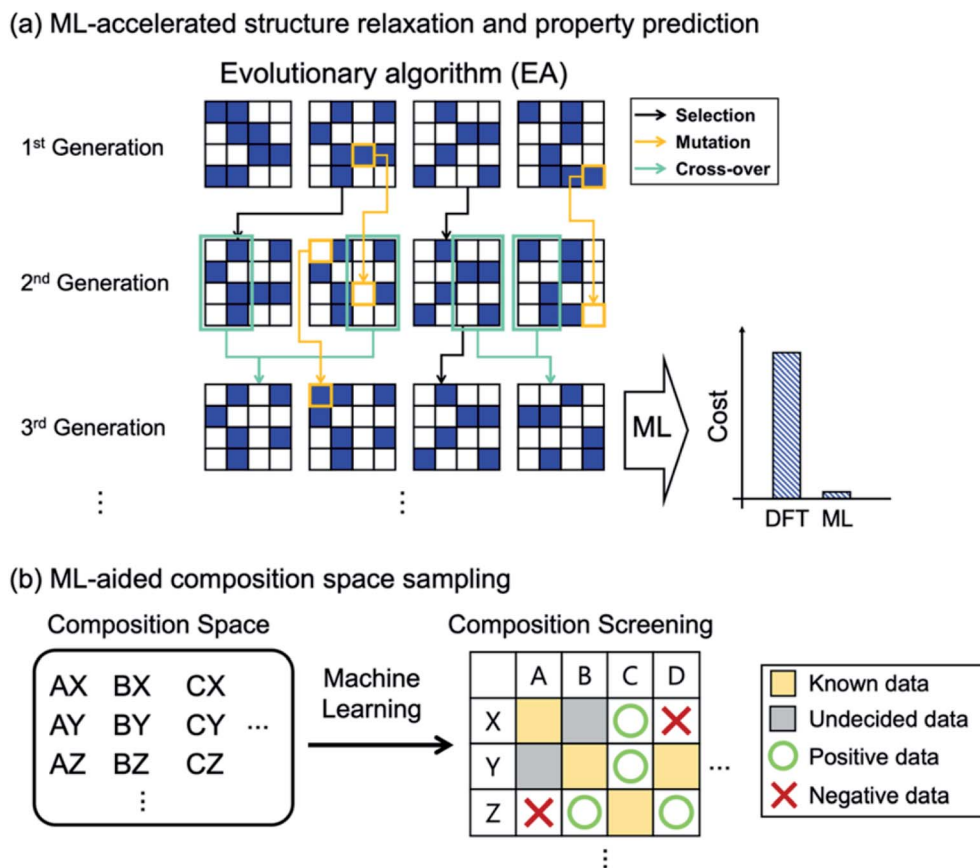 (a) ML-accelerated structure relaxation and property prediction
Evolutionary algorithm (EA)
1st Generation
Selection
Mutation
Cross-over
2nd Generation
3rd Generation
ML
Cost
DFT ML
(b) ML-aided composition space sampling
Composition Space
AX BX CX
AY BY CY ...
AZ BZ CZ
Machine
Learning
Composition Screening
A B C D
X
Y
Z
...
Known data
Undecided data
Positive data
Negative data